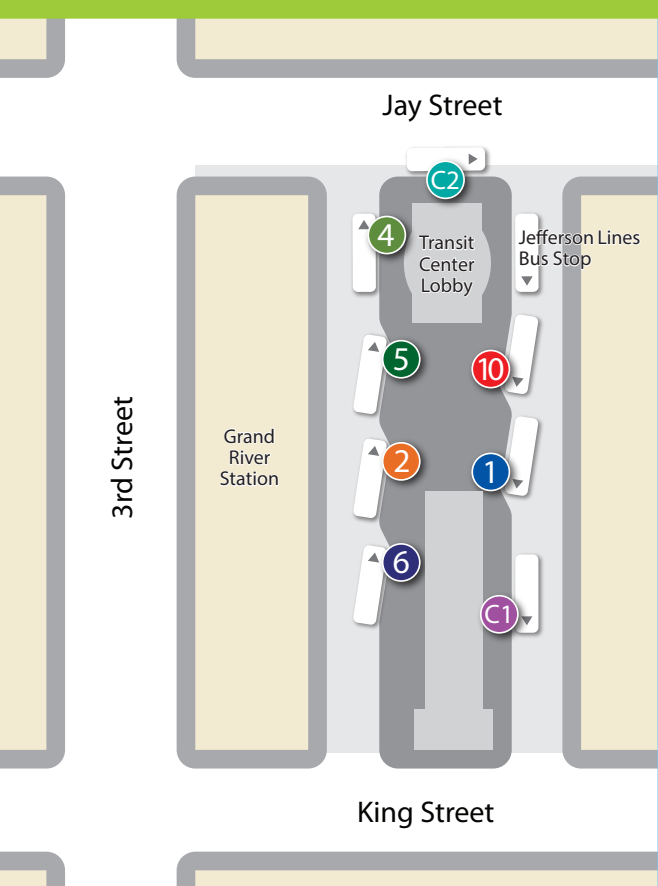 Jay Street
C2
4
Transit
Center
Lobby
Jefferson Lines
Bus Stop
5
10
3rd Street
Grand
River
Station
2
1
6
C1
King Street